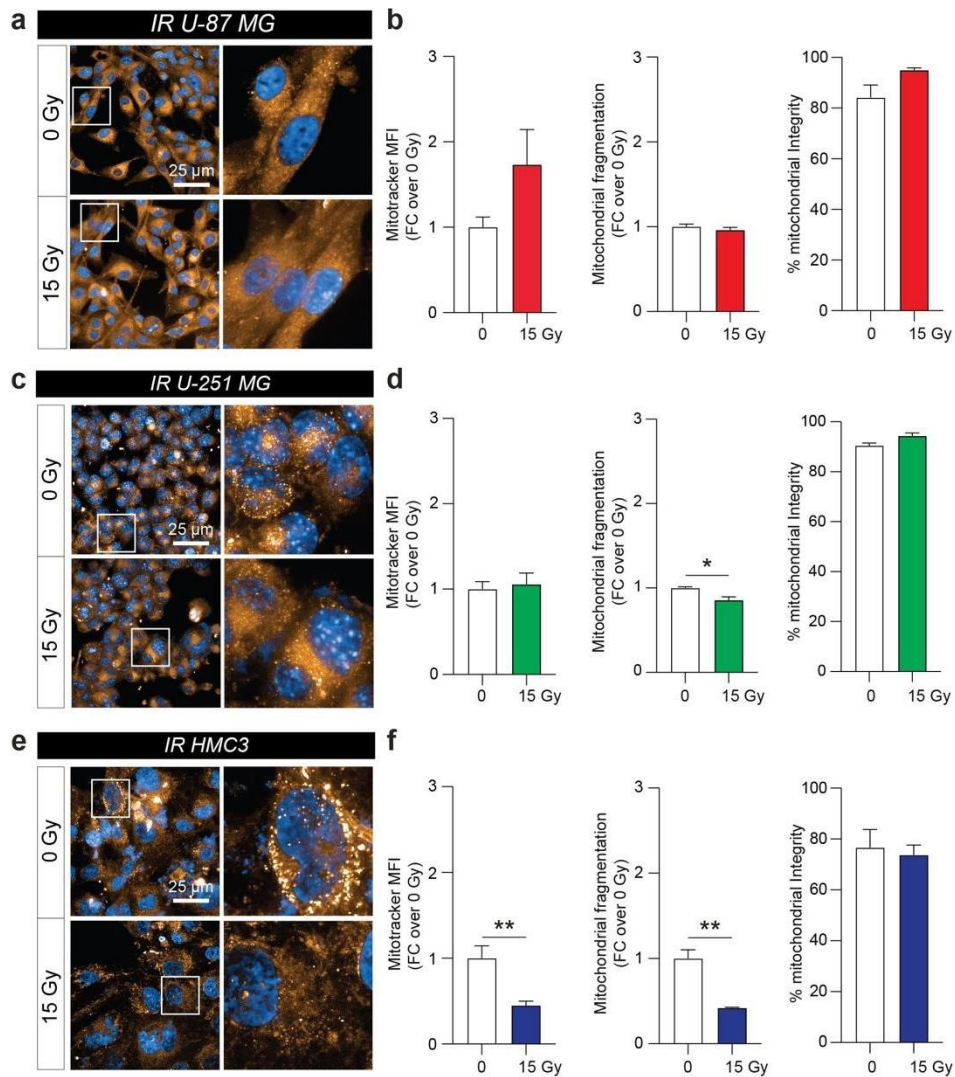 a
IR U-87 MG
0 Gy
25 µm
15 Gy
b
Mitotracker MFI
(FC over 0 Gy)
3
2
1
0
0 15 Gy
Mitochondrial fragmentation
(FC over 0 Gy)
3
2
1
0
0 15 Gy
% mitochondrial Integrity
100
80
60
40
20
0
0 15 Gy
c
IR U-251 MG
0 Gy
25 µm
15 Gy
d
Mitotracker MFI
(FC over 0 Gy)
3
2
1
0
0 15 Gy
Mitochondrial fragmentation
(FC over 0 Gy)
3
2
1
0
*
0 15 Gy
% mitochondrial Integrity
100
80
60
40
20
0
0 15 Gy
e
IR HMC3
0 Gy
25 µm
15 Gy
f
Mitotracker MFI
(FC over 0 Gy)
3
2
1
0
**
0 15 Gy
Mitochondrial fragmentation
(FC over 0 Gy)
3
2
1
0
**
0 15 Gy
% mitochondrial Integrity
100
80
60
40
20
0
0 15 Gy